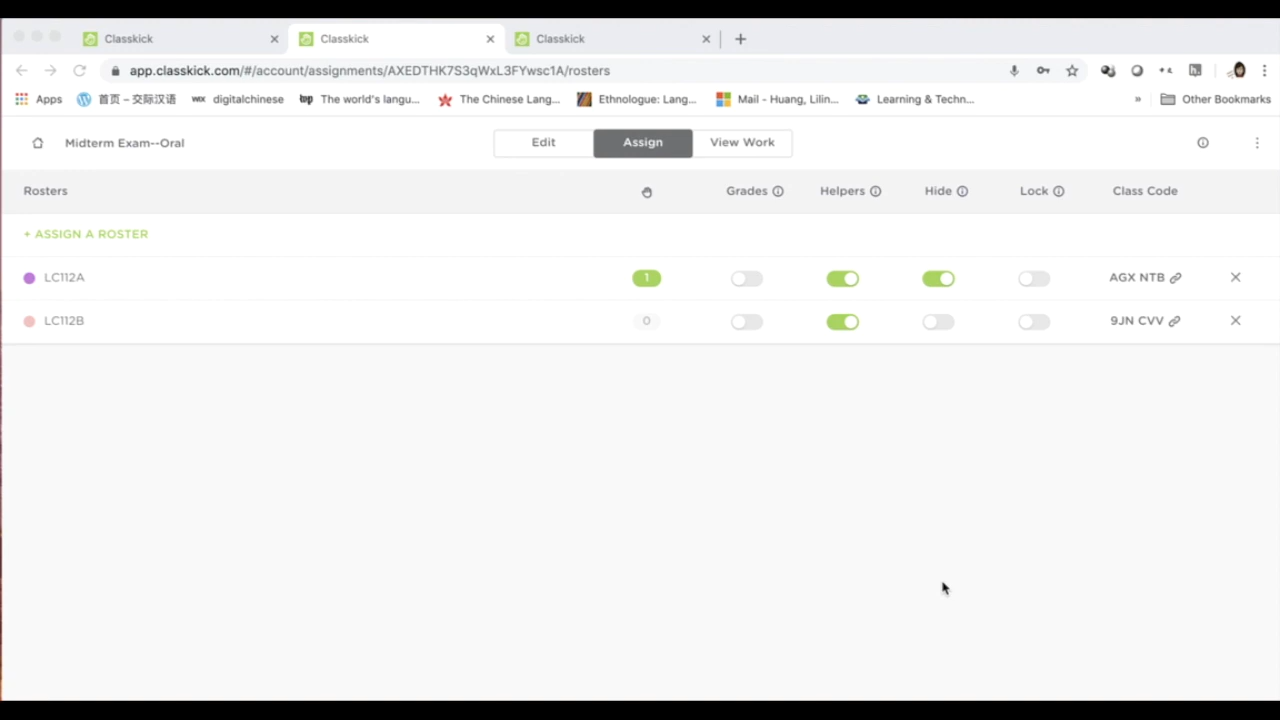 Classkick
Classkick
Classkick
app.classkick.com/#/account/assignments/AXEDTHK7S3qWxL3FYwsc1A/rosters
Apps 首页 – 交际汉语 WIX digitalchinese The world's langu... The Chinese Lang... Ethnologue: Lang... Mail - Huang, Lilin... Learning & Techn... » Other Bookmarks
Midterm Exam--Oral Edit Assign View Work
Rosters Grades Helpers Hide Lock Class Code
+ ASSIGN A ROSTER
LC112A 1 AGX NTB
LC112B 0 9JN CVV